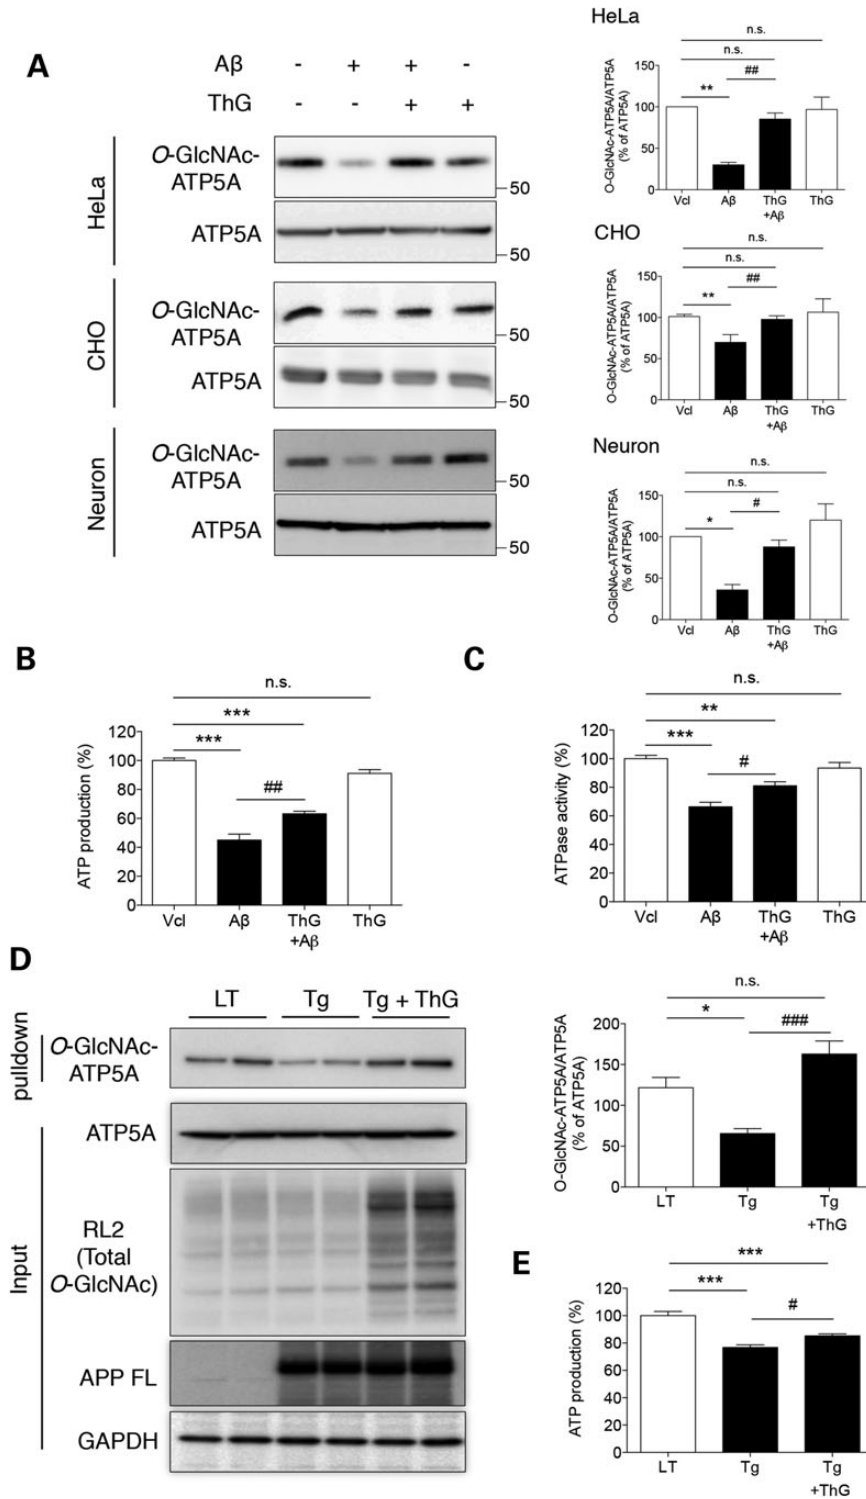 A
Aβ - + + -
ThG - - + +
HeLa
O-GlcNAc-
ATP5A
50
ATP5A
50
CHO
O-GlcNAc-
ATP5A
50
ATP5A
50
Neuron
O-GlcNAc-
ATP5A
50
ATP5A
50
HeLa
n.s.
n.s.
##
**
O-GlcNAc-ATP5A/ATP5A
(% of ATP5A)
150
100
50
0
Vcl Aβ ThG ThG
+Aβ
CHO
n.s.
n.s.
##
**
O-GlcNAc-ATP5A/ATP5A
(% of ATP5A)
150
100
50
0
Vcl Aβ ThG ThG
+Aβ
Neuron
n.s.
n.s.
#
*
O-GlcNAc-ATP5A/ATP5A
(% of ATP5A)
150
100
50
0
Vcl Aβ ThG ThG
+Aβ
B
n.s.
***
***
##
ATP production (%)
120
100
80
60
40
20
0
Vcl Aβ ThG ThG
+Aβ
C
n.s.
**
***
#
ATPase activity (%)
120
100
80
60
40
20
0
Vcl Aβ ThG ThG
+Aβ
D
LT Tg Tg + ThG
pulldown
O-GlcNAc-
ATP5A
Input
ATP5A
RL2
(Total
O-GlcNAc)
APP FL
GAPDH
n.s.
*
###
O-GlcNAc-ATP5A/ATP5A
(% of ATP5A)
200
150
100
50
0
LT Tg Tg
+ThG
E
***
***
#
ATP production (%)
120
100
80
60
40
20
0
LT Tg Tg
+ThG